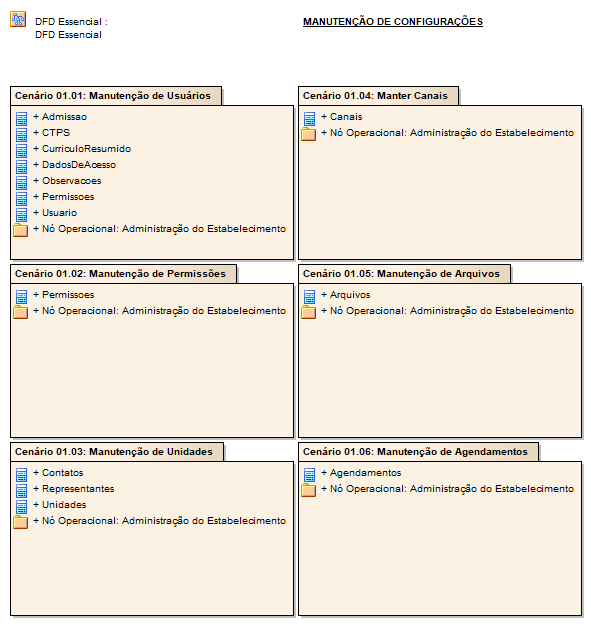 DFD Essencial :
DFD Essencial
MANUTENÇÃO DE CONFIGURAÇÕES
Cenário 01.01: Manutenção de Usuários
+ Admissao
+ CTPS
+ CurriculoResumido
+ DadosDeAcesso
+ Observacoes
+ Permissoes
+ Usuario
+ Nó Operacional: Administração do Estabelecimento
Cenário 01.04: Manter Canais
+ Canais
+ Nó Operacional: Administração do Estabelecimento
Cenário 01.02: Manutenção de Permissões
+ Permissoes
+ Nó Operacional: Administração do Estabelecimento
Cenário 01.05: Manutenção de Arquivos
+ Arquivos
+ Nó Operacional: Administração do Estabelecimento
Cenário 01.03: Manutenção de Unidades
+ Contatos
+ Representantes
+ Unidades
+ Nó Operacional: Administração do Estabelecimento
Cenário 01.06: Manutenção de Agendamentos
+ Agendamentos
+ Nó Operacional: Administração do Estabelecimento